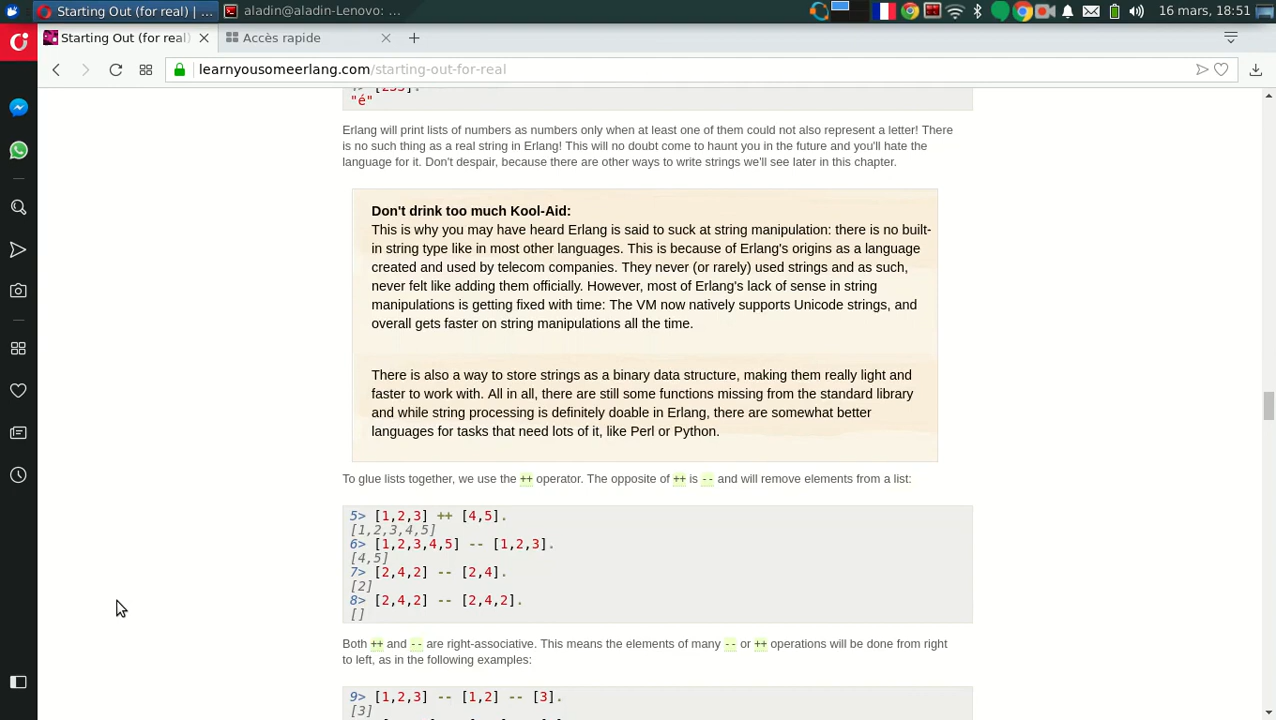 Starting Out (for real) | ...
aladin@aladin-Lenovo: ...
16 mars, 18:51
Starting Out (for real)
Accès rapide
learnyousomeerlang.com/starting-out-for-real
"é"
Erlang will print lists of numbers as numbers only when at least one of them could not also represent a letter! There
is no such thing as a real string in Erlang! This will no doubt come to haunt you in the future and you'll hate the
language for it. Don't despair, because there are other ways to write strings we'll see later in this chapter.
Don't drink too much Kool-Aid:
This is why you may have heard Erlang is said to suck at string manipulation: there is no built-
in string type like in most other languages. This is because of Erlang's origins as a language
created and used by telecom companies. They never (or rarely) used strings and as such,
never felt like adding them officially. However, most of Erlang's lack of sense in string
manipulations is getting fixed with time: The VM now natively supports Unicode strings, and
overall gets faster on string manipulations all the time.
There is also a way to store strings as a binary data structure, making them really light and
faster to work with. All in all, there are still some functions missing from the standard library
and while string processing is definitely doable in Erlang, there are somewhat better
languages for tasks that need lots of it, like Perl or Python.
To glue lists together, we use the ++ operator. The opposite of ++ is -- and will remove elements from a list:
5> [1,2,3] ++ [4,5].
[1,2,3,4,5]
6> [1,2,3,4,5] -- [1,2,3].
[4,5]
7> [2,4,2] -- [2,4].
[2]
8> [2,4,2] -- [2,4,2].
[]
Both ++ and -- are right-associative. This means the elements of many -- or ++ operations will be done from right
to left, as in the following examples:
9> [1,2,3] -- [1,2] -- [3].
[3]